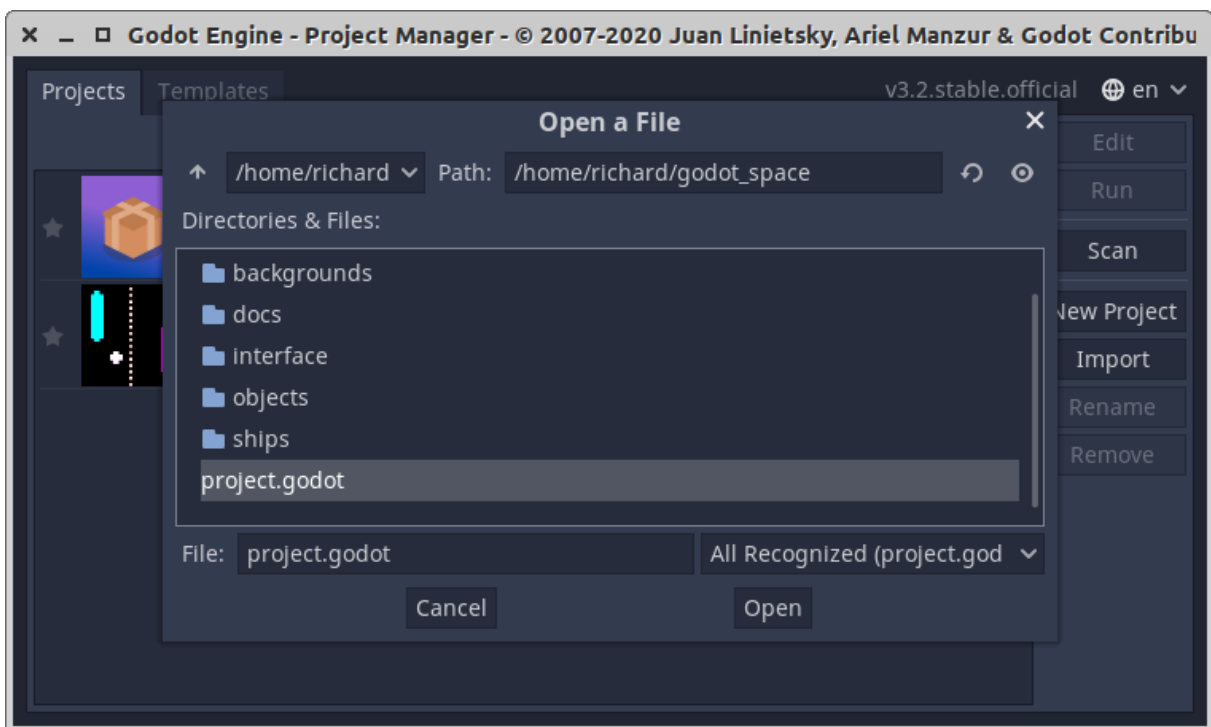 Godot Engine - Project Manager - © 2007-2020 Juan Linietsky, Ariel Manzur & Godot Contribu
Projects Templates v3.2.stable.official en
Open a File
Edit
/home/richard Path: /home/richard/godot_space
Run
Directories & Files:
Scan
backgrounds
docs
New Project
interface
Import
objects
Rename
ships
Remove
project.godot
File: project.godot All Recognized (project.god
Cancel Open